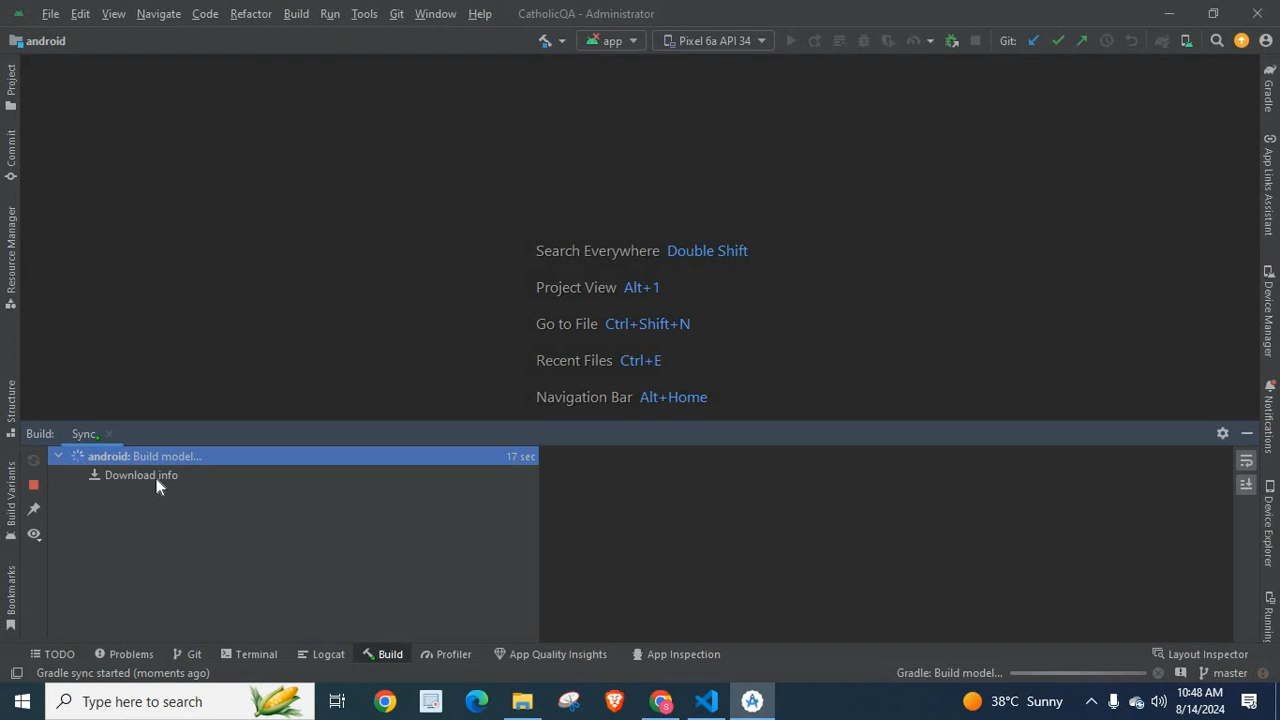 File Edit View Navigate Code Refactor Build Run Tools Git Window Help CatholicQA - Administrator
android app Pixel 6a API 34 Git:
Project
Commit
Resource Manager
Structure
Build Variants
Bookmarks
Search Everywhere Double Shift
Project View Alt+1
Go to File Ctrl+Shift+N
Recent Files Ctrl+E
Navigation Bar Alt+Home
Gradle
App Links Assistant
Device Manager
Notifications
Device Explorer
Running
Build: Sync
android: Build model... 17 sec
Download info
TODO Problems Git Terminal Logcat Build Profiler App Quality Insights App Inspection Layout Inspector
Gradle sync started (moments ago) Gradle: Build model... master
Type here to search 38°C Sunny 10:48 AM
8/14/2024